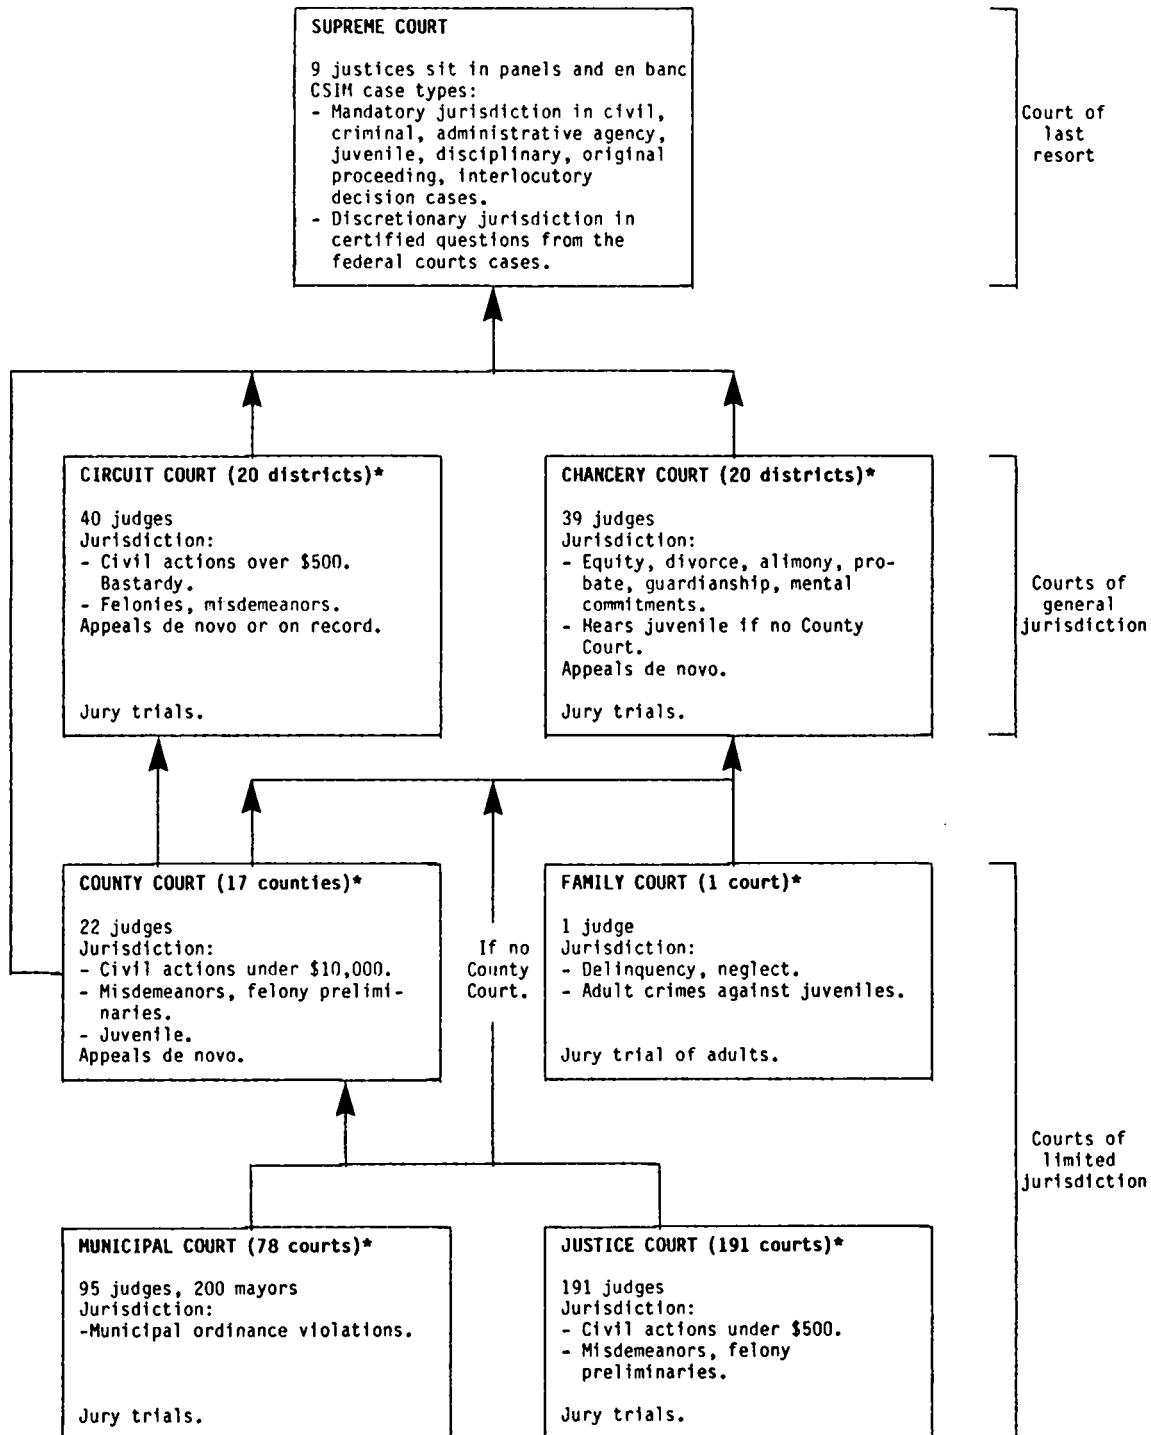 SUPREME COURT
9 justices sit in panels and en banc
CSIM case types:
- Mandatory jurisdiction in civil,
criminal, administrative agency,
juvenile, disciplinary, original
proceeding, interlocutory
decision cases.
- Discretionary jurisdiction in
certified questions from the
federal courts cases.
Court of
last
resort
CIRCUIT COURT (20 districts)*
40 judges
Jurisdiction:
- Civil actions over $500.
Bastardy.
- Felonies, misdemeanors.
Appeals de novo or on record.
Jury trials.
CHANCERY COURT (20 districts)*
39 judges
Jurisdiction:
- Equity, divorce, alimony, pro-
bate, guardianship, mental
commitments.
- Hears juvenile if no County
Court.
Appeals de novo.
Jury trials.
Courts of
general
jurisdiction
COUNTY COURT (17 counties)*
22 judges
Jurisdiction:
- Civil actions under $10,000.
- Misdemeanors, felony prelimi-
naries.
- Juvenile.
Appeals de novo.
If no
County
Court.
FAMILY COURT (1 court)*
1 judge
Jurisdiction:
- Delinquency, neglect.
- Adult crimes against juveniles.
Jury trial of adults.
Courts of
limited
jurisdiction
MUNICIPAL COURT (78 courts)*
95 judges, 200 mayors
Jurisdiction:
-Municipal ordinance violations.
Jury trials.
JUSTICE COURT (191 courts)*
191 judges
Jurisdiction:
- Civil actions under $500.
- Misdemeanors, felony
preliminaries.
Jury trials.